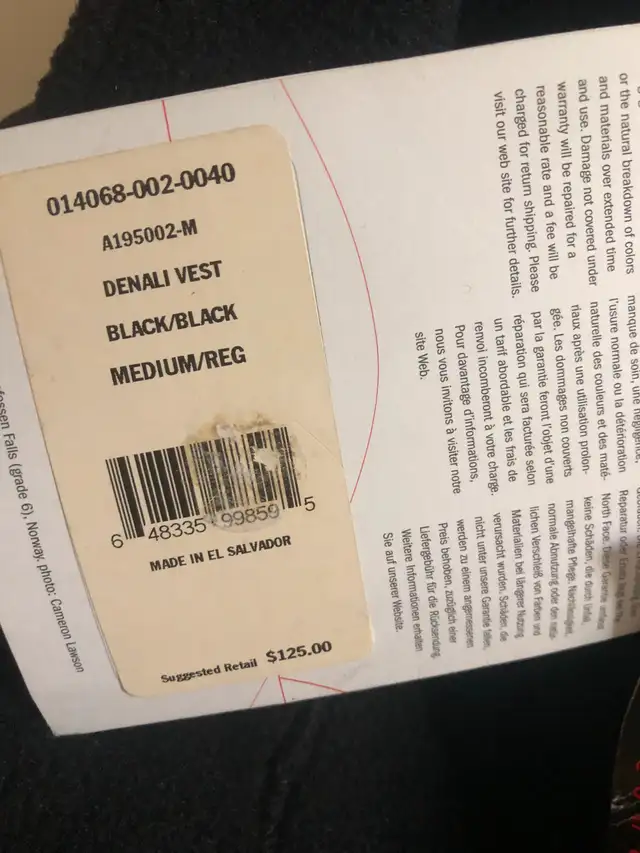 014068-002-0040
A195002-M
DENALI VEST
BLACK/BLACK
MEDIUM/REG
6 48335 99859 5
MADE IN EL SALVADOR
Suggested Retail $125.00
Falls (grade 6), Norway, photo: Cameron Lawson
or the natural breakdown of colors
and materials over extended time
and use. Damage not covered under
warranty will be repaired for a
reasonable rate and a fee will be
charged for return shipping. Please
visit our web site for further details.
manque de soin, une négligence,
l'usure normale ou la détérioration
naturelle des couleurs et des maté-
riaux après une utilisation prolon-
gée. Les dommages non couverts
par la garantie feront l'objet d'une
réparation qui sera facturée selon
un tarif abordable et les frais de
renvoi incomberont à votre charge.
Pour davantage d'informations,
nous vous invitons à visiter notre
site Web.
North Face. Diese Garantie umfasst
keine Schäden, die durch Unfall,
mangelhafte Pflege, Nachlässigkeit,
normale Abnutzung oder den natür-
lichen Verschleiß von Farben und
Materialien bei längerer Nutzung
verursacht wurden. Schäden, die
nicht unter unsere Garantie fallen,
werden zu einem angemessenen
Preis behoben, zuzüglich einer
Liefergebühr für die Rücksendung.
Weitere Informationen erhalten
Sie auf unserer Website.